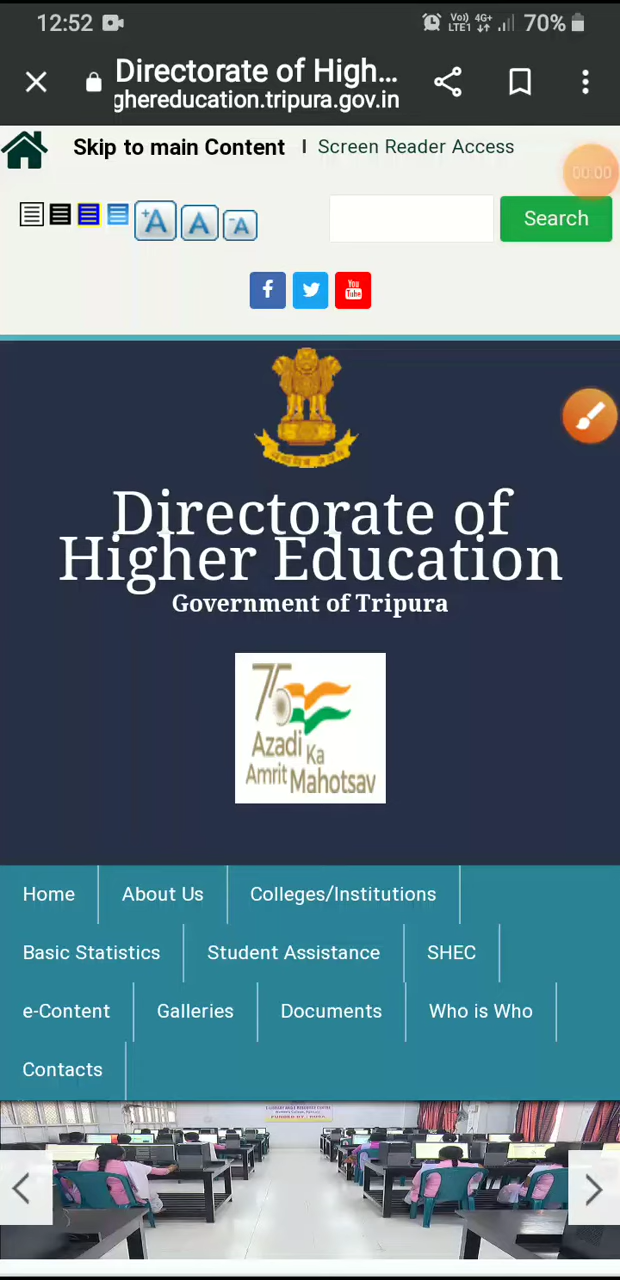 12:52
Vo) 4G+
LTE1
70%
Directorate of High...
ghereducation.tripura.gov.in
Skip to main Content I Screen Reader Access
00:00
+A A -A
Search
You
Tube
Directorate of
Higher Education
Government of Tripura
75
Azadi Ka
Amrit Mahotsav
Home About Us Colleges/Institutions
Basic Statistics Student Assistance SHEC
e-Content Galleries Documents Who is Who
Contacts